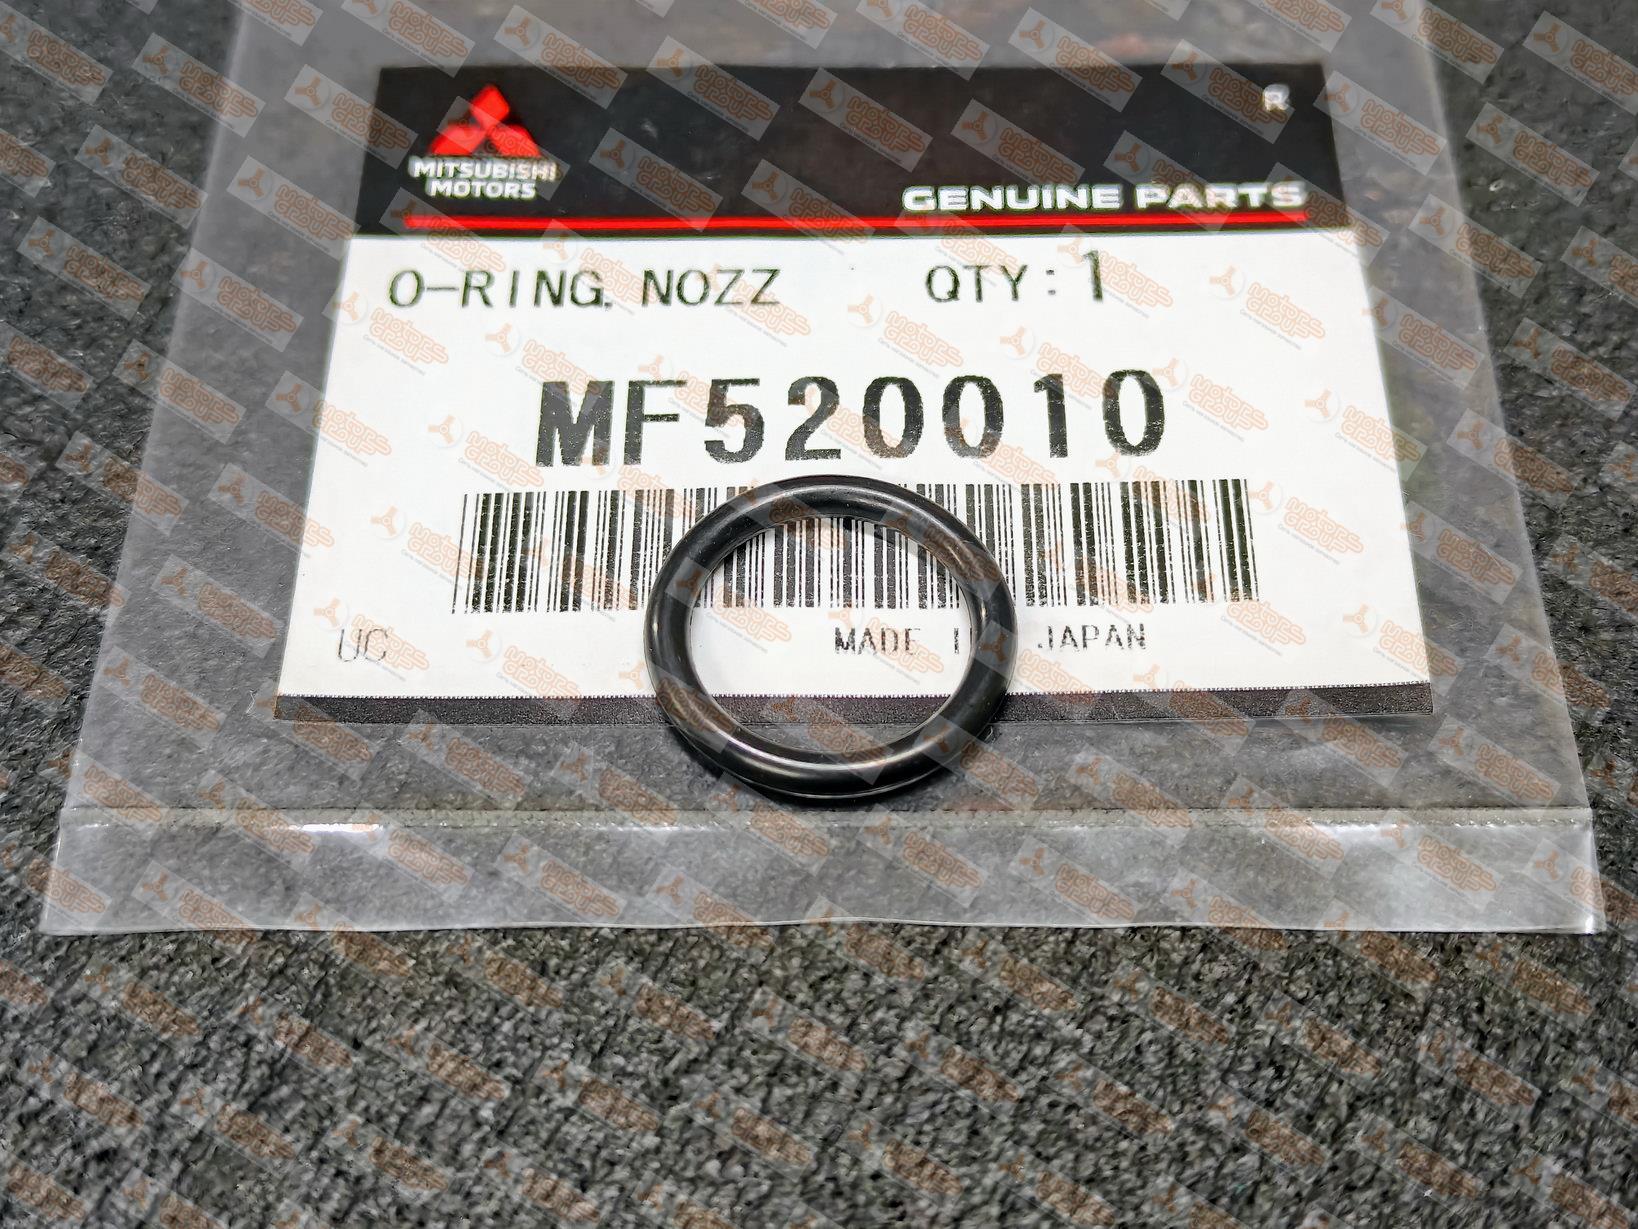 R
MITSUBISHI
MOTORS
GENUINE PARTS
O-RING, NOZZ QTY: 1
MF520010
UC MADE I JAPAN